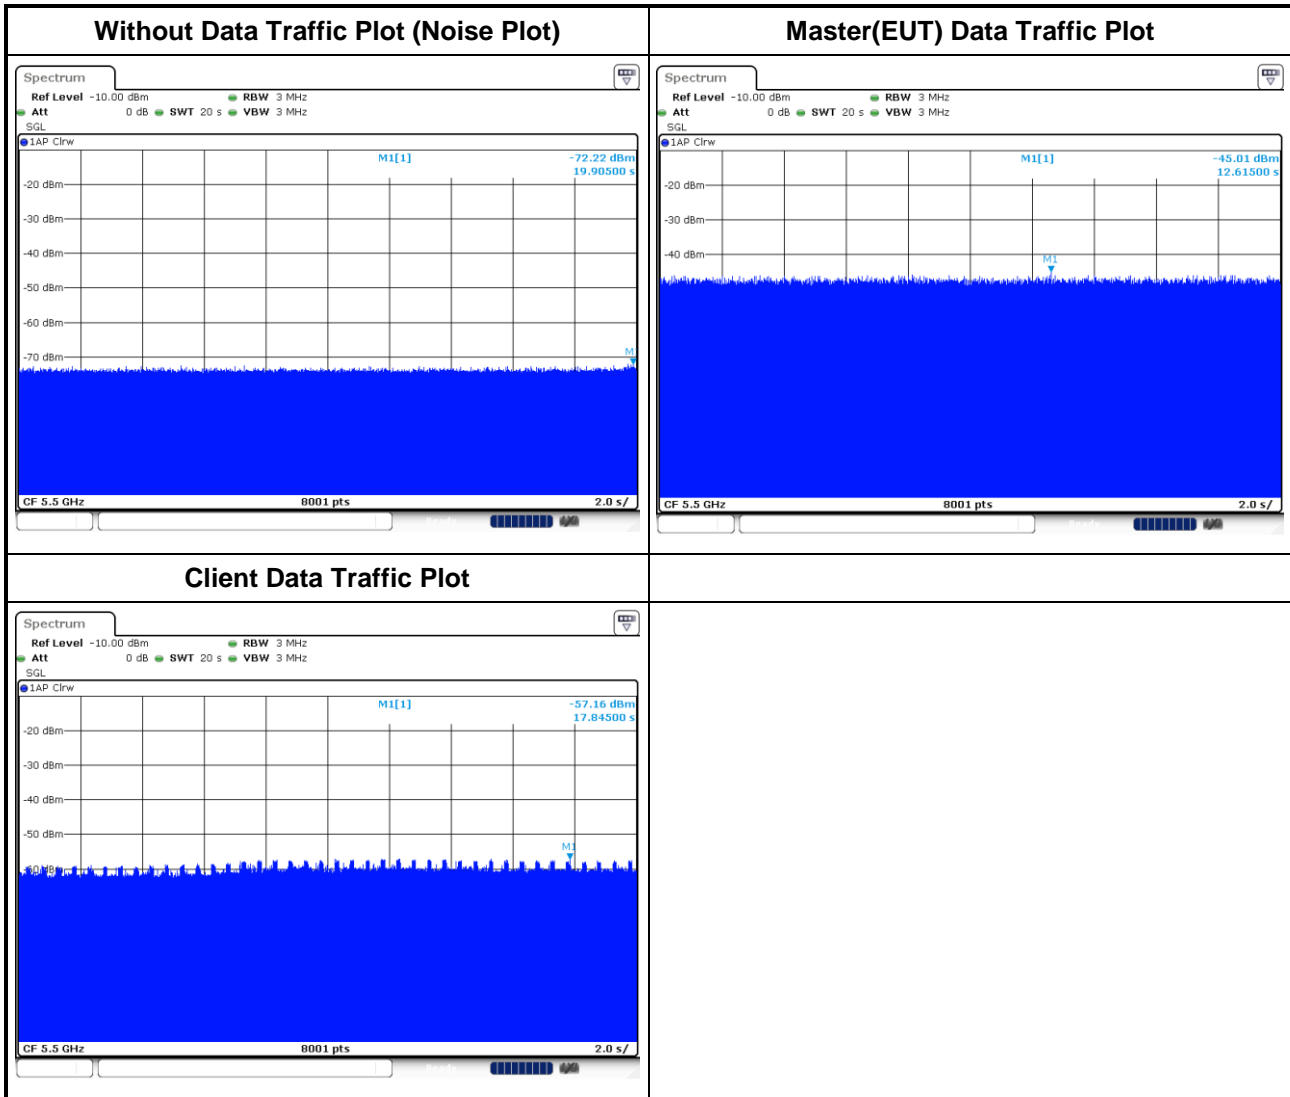 Without Data Traffic Plot (Noise Plot)
Spectrum
Ref Level -10.00 dBm RBW 3 MHz
Att 0 dB SWT 20 s VBW 3 MHz
SGL
1AP Clrw
M1[1] -72.22 dBm
19.90500 s
-20 dBm
-30 dBm
-40 dBm
-50 dBm
-60 dBm
-70 dBm
CF 5.5 GHz 8001 pts 2.0 s/
Master(EUT) Data Traffic Plot
Spectrum
Ref Level -10.00 dBm RBW 3 MHz
Att 0 dB SWT 20 s VBW 3 MHz
SGL
1AP Clrw
M1[1] -45.01 dBm
12.61500 s
-20 dBm
-30 dBm
-40 dBm
M1
CF 5.5 GHz 8001 pts 2.0 s/
Client Data Traffic Plot
Spectrum
Ref Level -10.00 dBm RBW 3 MHz
Att 0 dB SWT 20 s VBW 3 MHz
SGL
1AP Clrw
M1[1] -57.16 dBm
17.84500 s
-20 dBm
-30 dBm
-40 dBm
-50 dBm
M1
CF 5.5 GHz 8001 pts 2.0 s/